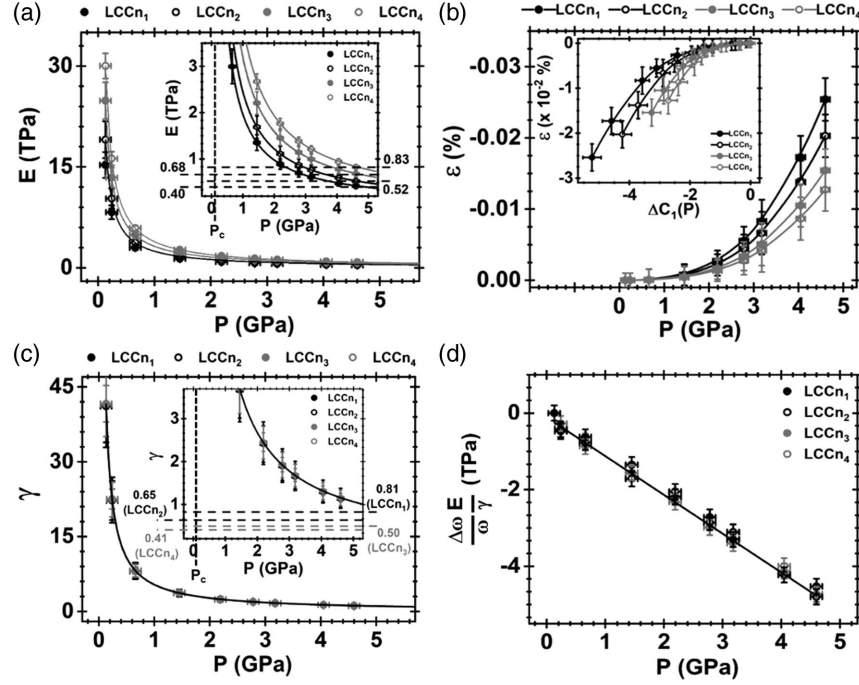 (a) LCCn₁ LCCn₂ LCCn₃ LCCn₄
E (TPa)
30
15
0
0 1 2 3 4 5
P (GPa)
LCCn₁
LCCn₂
LCCn₃
LCCn₄
E (TPa)
3
1
0.68
0.40
0.83
0.52
0 1 2 3 4 5
P (GPa)
P_c
(b) LCCn₁ LCCn₂ LCCn₃ LCCn₄
ε (%)
-0.03
-0.02
-0.01
0.00
0 1 2 3 4 5
P (GPa)
ε (x 10⁻² %)
0
-1
-2
-3
-4 -2 0
ΔC₁(P)
LCCn₁
LCCn₂
LCCn₃
LCCn₄
(c) LCCn₁ LCCn₂ LCCn₃ LCCn₄
γ
45
30
15
0
0 1 2 3 4 5
P (GPa)
LCCn₁
LCCn₂
LCCn₃
LCCn₄
γ
3
2
1
0.65
(LCCn₂)
0.41
(LCCn₄)
0.81
(LCCn₁)
0.50
(LCCn₃)
0 1 2 3 4 5
P (GPa)
P_c
(d)
LCCn₁
LCCn₂
LCCn₃
LCCn₄
Δω/ω E/γ (TPa)
0
-2
-4
0 1 2 3 4 5
P (GPa)